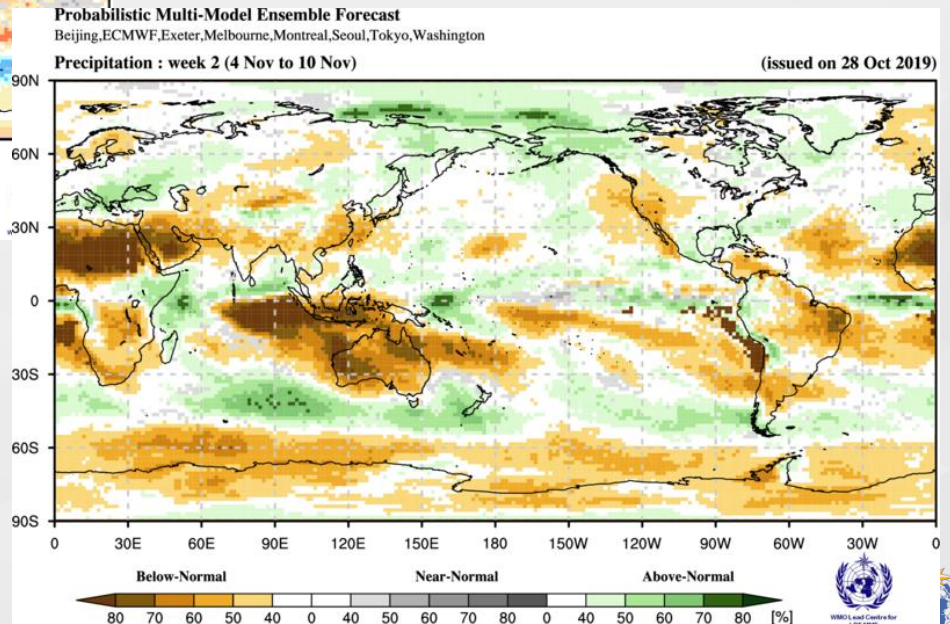 Probabilistic Multi-Model Ensemble Forecast
Beijing,ECMWF,Exeter,Melbourne,Montreal,Seoul,Tokyo,Washington
Precipitation : week 2 (4 Nov to 10 Nov) (issued on 28 Oct 2019)
90N
60N
30N
0
30S
60S
90S
0 30E 60E 90E 120E 150E 180 150W 120W 90W 60W 30W 0
Below-Normal Near-Normal Above-Normal
80 70 60 50 40 0 40 50 60 70 80 0 40 50 60 70 80 [%]
WMO Lead Centre for